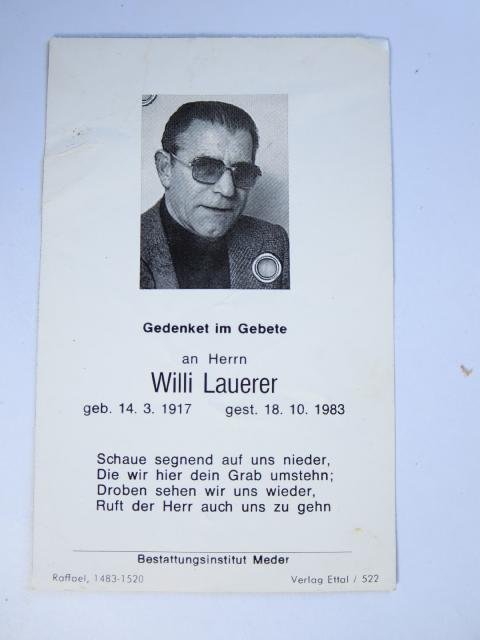 Gedenket im Gebete
an Herrn
Willi Lauerer
geb. 14. 3. 1917 gest. 18. 10. 1983
Schaue segnend auf uns nieder,
Die wir hier dein Grab umstehn;
Droben sehen wir uns wieder,
Ruft der Herr auch uns zu gehn
Bestattungsinstitut Meder
Raffael, 1483-1520 Verlag Ettal / 522